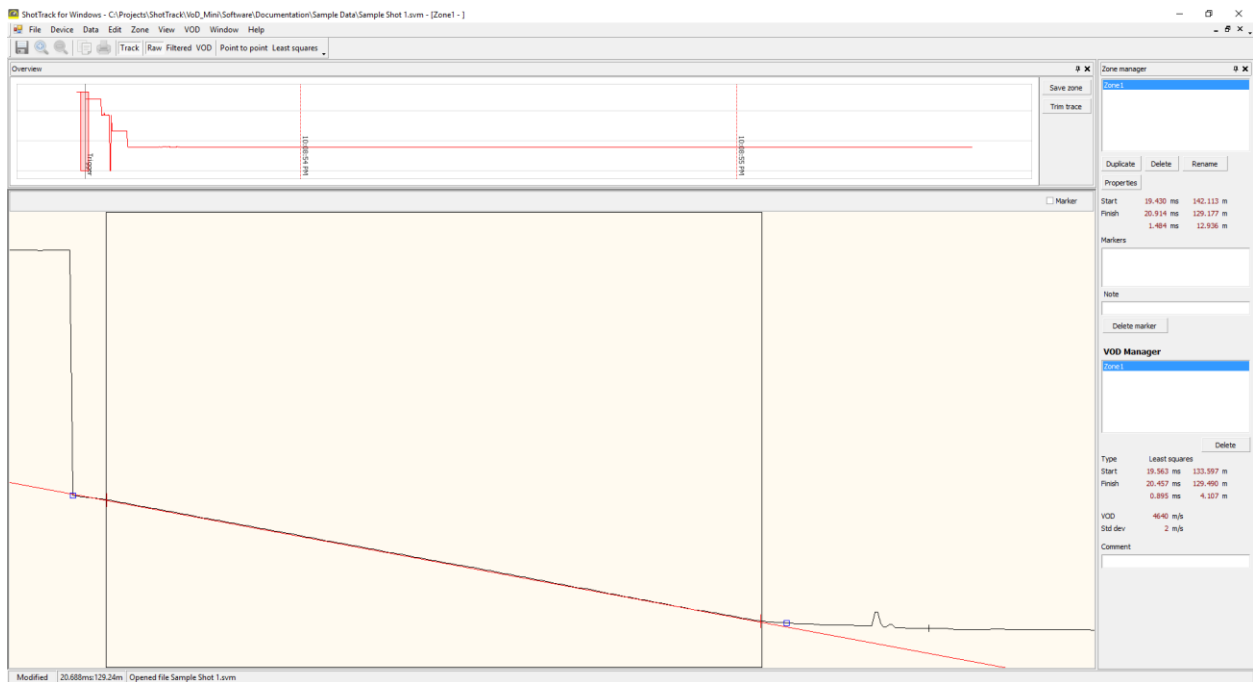 ShotTrack for Windows - C:\Projects\ShotTrack\VoD_Mini\Software\Documentation\Sample Data\Sample Shot 1.svm - [Zone1 - ]
File Device Data Edit Zone View VOD Window Help
Track Raw Filtered VOD Point to point Least squares
Overview
Trigger
10:08:54 PM
10:08:55 PM
Save zone
Trim trace
Marker
Zone manager
Zone1
Duplicate Delete Rename
Properties
Start 19.430 ms 142.113 m
Finish 20.914 ms 129.177 m
1.484 ms 12.936 m
Markers
Note
Delete marker
VOD Manager
Zone1
Delete
Type Least squares
Start 19.563 ms 133.597 m
Finish 20.457 ms 129.490 m
0.895 ms 4.107 m
VOD 4640 m/s
Std dev 2 m/s
Comment
Modified 20.688ms:129.24m Opened file Sample Shot 1.svm